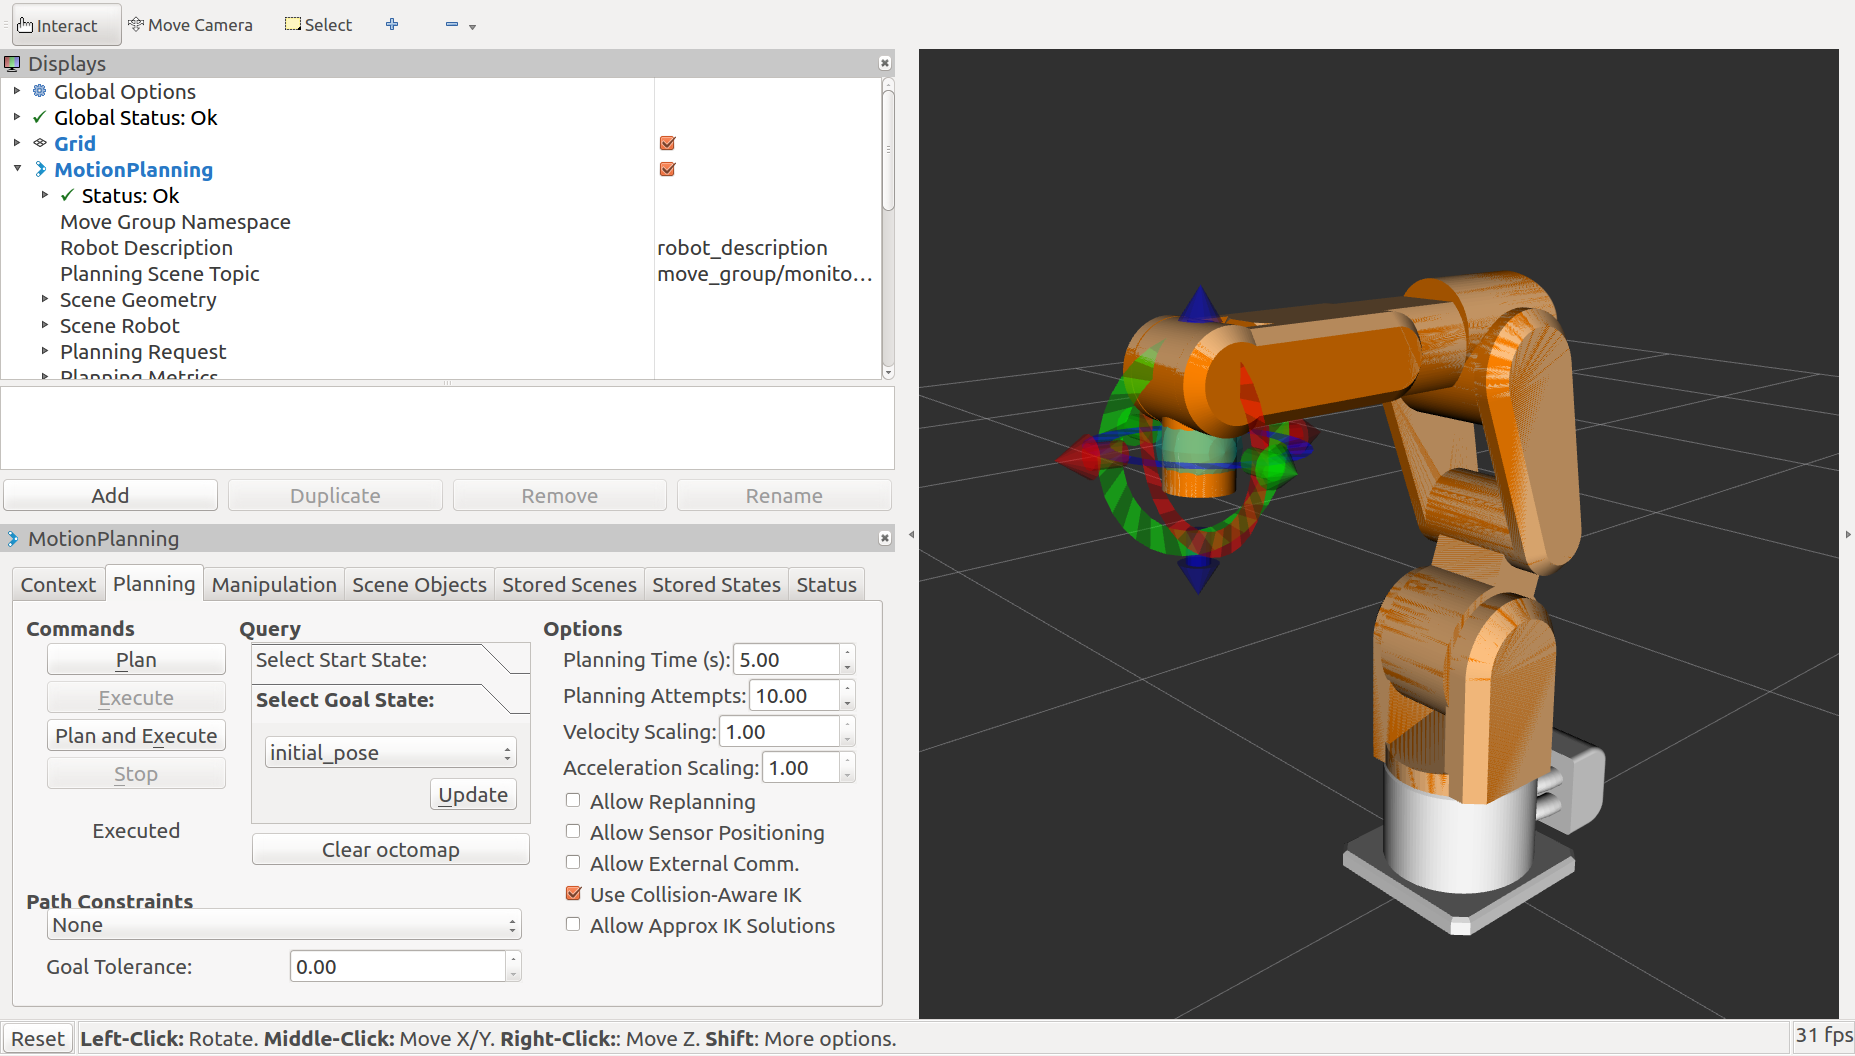 Interact Move Camera Select
Displays
Global Options
Global Status: Ok
Grid
MotionPlanning
Status: Ok
Move Group Namespace
Robot Description robot_description
Planning Scene Topic move_group/monito...
Scene Geometry
Scene Robot
Planning Request
Planning Metrics
Add Duplicate Remove Rename
MotionPlanning
Context Planning Manipulation Scene Objects Stored Scenes Stored States Status
Commands Query Options
Plan Select Start State: Planning Time (s): 5.00
Execute Select Goal State: Planning Attempts: 10.00
Plan and Execute initial_pose Velocity Scaling: 1.00
Stop Update Acceleration Scaling: 1.00
Allow Replanning
Executed Clear octomap Allow Sensor Positioning
Allow External Comm.
Path Constraints Use Collision-Aware IK
None Allow Approx IK Solutions
Goal Tolerance: 0.00
Reset Left-Click: Rotate. Middle-Click: Move X/Y. Right-Click:: Move Z. Shift: More options. 31 fps